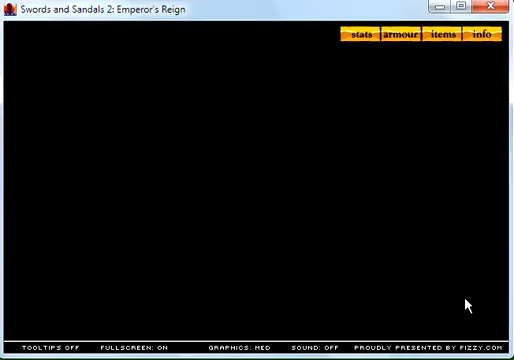 Swords and Sandals 2: Emperor's Reign
stats armour items info
TOOLTIPS OFF FULLSCREEN: ON GRAPHICS: MED SOUND: OFF PROUDLY PRESENTED BY FIZZY.COM